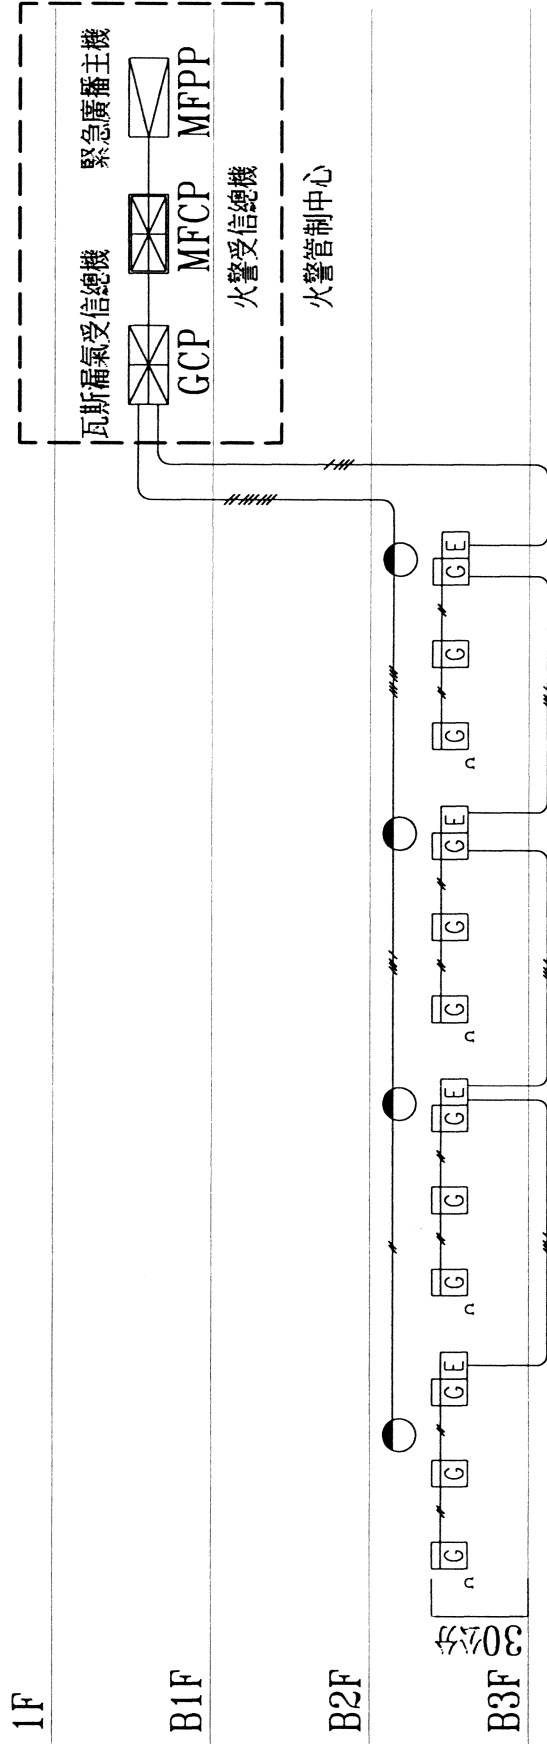 1F
B1F
B2F
B3F
30公分
緊急廣播主機
MFPP
MFCP
火警受信總機
瓦斯漏氣受信總機
GCP
火警管制中心
G G G E
G G G E
G G G E
G G G E